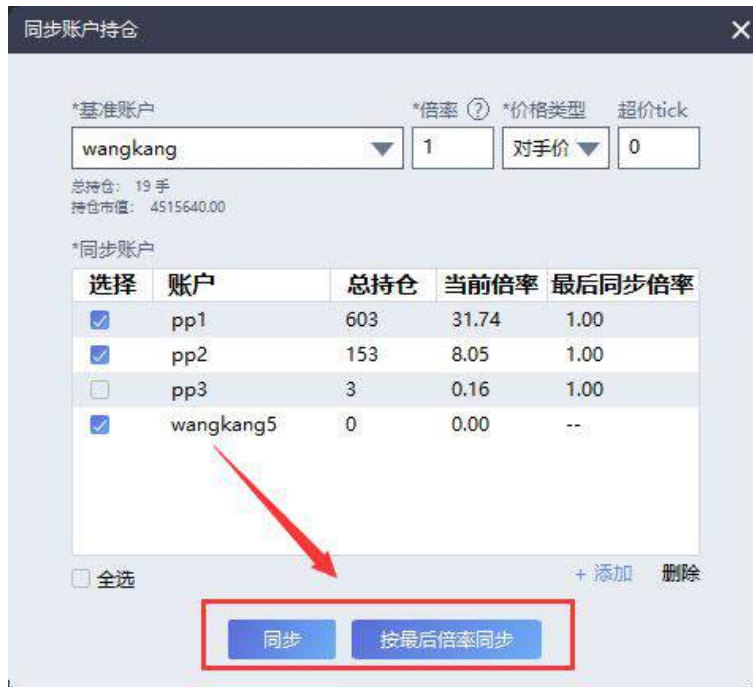 同步账户持仓
*基准账户 *倍率 ? *价格类型 超价tick
wangkang 1 对手价 0
总持仓: 19 手
持仓市值: 4515640.00
*同步账户
选择 账户 总持仓 当前倍率 最后同步倍率
pp1 603 31.74 1.00
pp2 153 8.05 1.00
pp3 3 0.16 1.00
wangkang5 0 0.00 --
全选 + 添加 删除
同步 按最后倍率同步